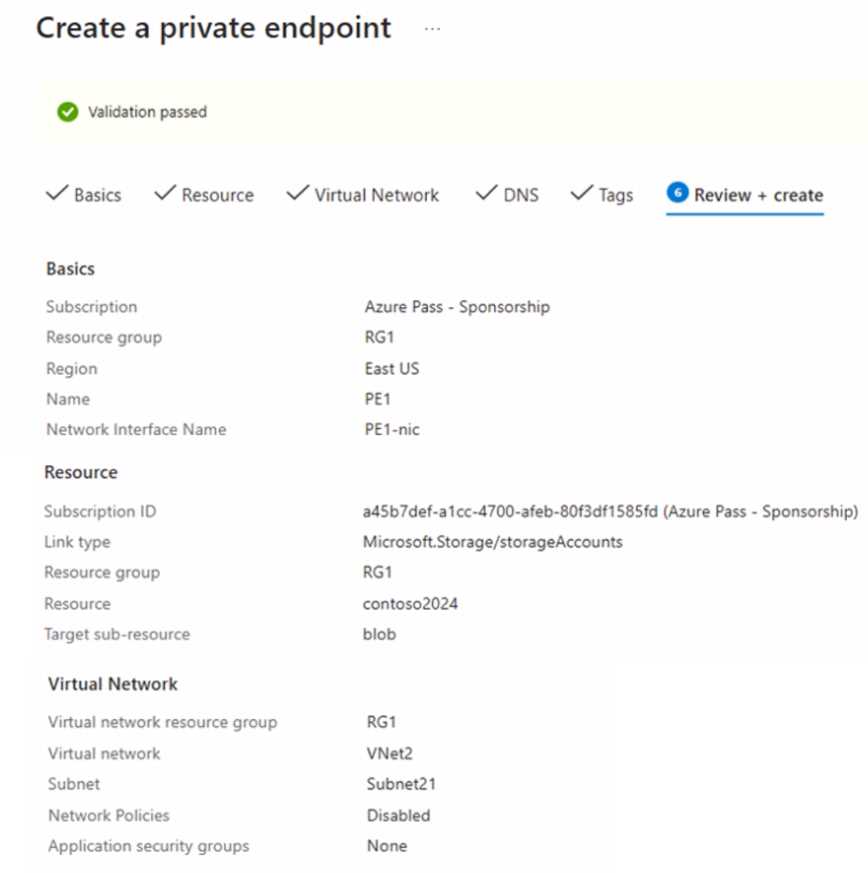 Create a private endpoint ...
Validation passed
Basics Resource Virtual Network DNS Tags 6 Review + create
Basics
Subscription Azure Pass - Sponsorship
Resource group RG1
Region East US
Name PE1
Network Interface Name PE1-nic
Resource
Subscription ID a45b7def-a1cc-4700-afeb-80f3df1585fd (Azure Pass - Sponsorship)
Link type Microsoft.Storage/storageAccounts
Resource group RG1
Resource contoso2024
Target sub-resource blob
Virtual Network
Virtual network resource group RG1
Virtual network VNet2
Subnet Subnet21
Network Policies Disabled
Application security groups None